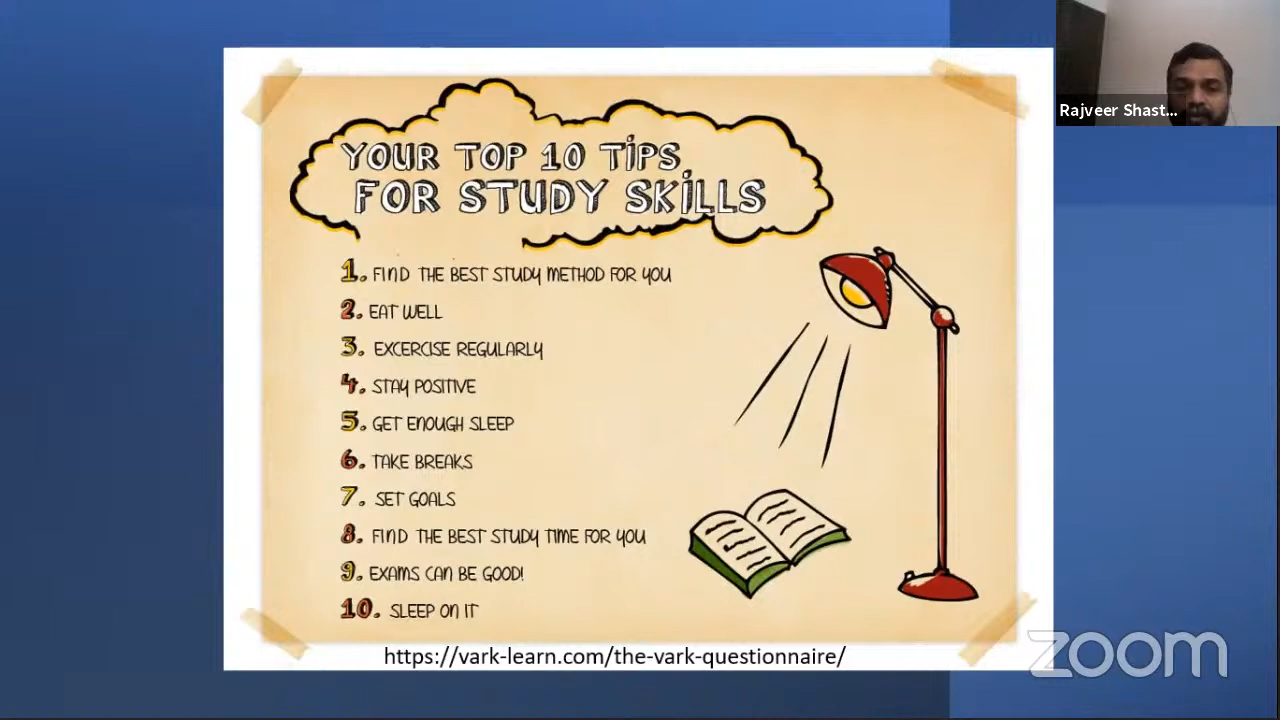 YOUR TOP 10 TIPS
FOR STUDY SKILLS
1. FIND THE BEST STUDY METHOD FOR YOU
2. EAT WELL
3. EXCERCISE REGULARLY
4. STAY POSITIVE
5. GET ENOUGH SLEEP
6. TAKE BREAKS
7. SET GOALS
8. FIND THE BEST STUDY TIME FOR YOU
9. EXAMS CAN BE GOOD!
10. SLEEP ON IT
https://vark-learn.com/the-vark-questionnaire/
Rajveer Shast...
zoom